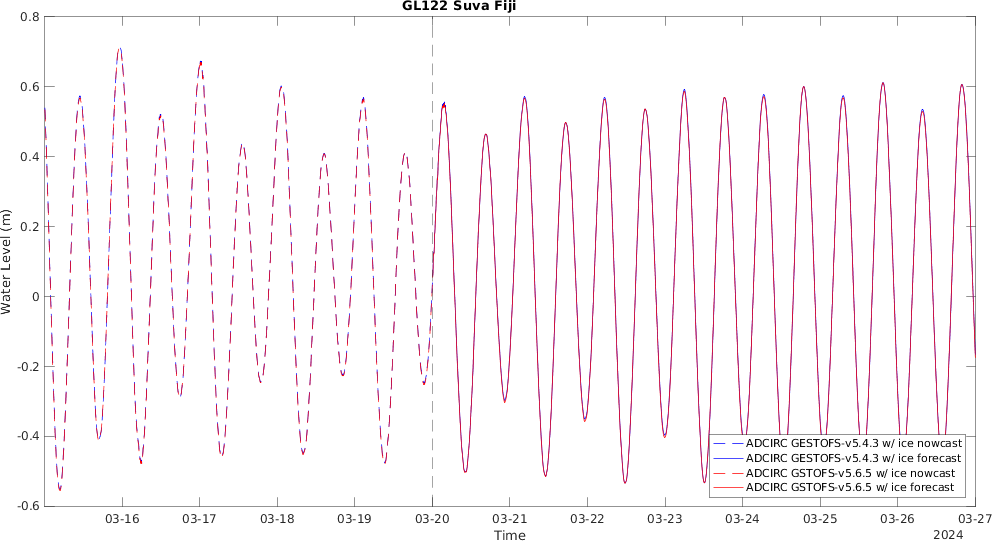 GL122 Suva Fiji
0.8
0.6
0.4
0.2
0
-0.2
-0.4
-0.6
Water Level (m)
ADCIRC GESTOFS-v5.4.3 w/ ice nowcast
ADCIRC GESTOFS-v5.4.3 w/ ice forecast
ADCIRC GSTOFS-v5.6.5 w/ ice nowcast
ADCIRC GSTOFS-v5.6.5 w/ ice forecast
03-16 03-17 03-18 03-19 03-20 03-21 03-22 03-23 03-24 03-25 03-26 03-27
Time
2024